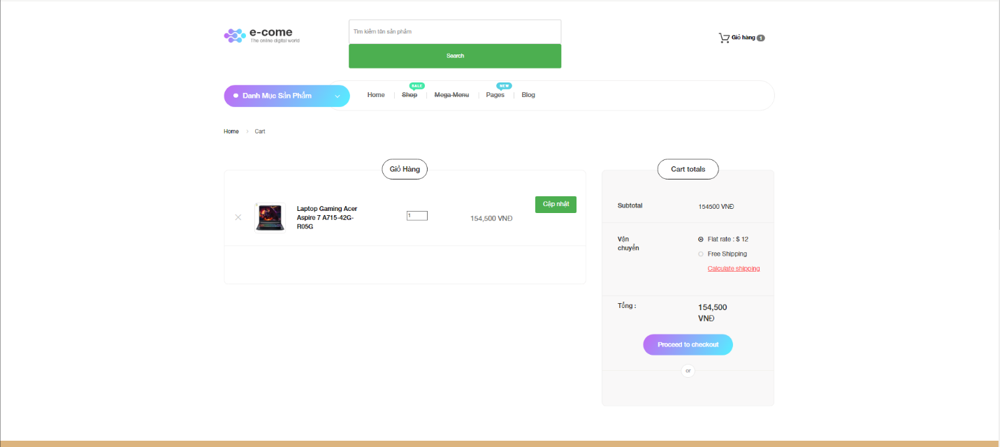 e-come
The online digital world
Tìm kiếm tên sản phẩm
Search
Giỏ hàng 1
Danh Mục Sản Phẩm
Home
SALE
Shop
Mega Menu
NEW
Pages
Blog
Home > Cart
Giỏ Hàng
Laptop Gaming Acer
Aspire 7 A715-42G-
R05G
1
154,500 VNĐ
Cập nhật
Cart totals
Subtotal
154500 VNĐ
Vận
chuyển
Flat rate : $ 12
Free Shipping
Calculate shipping
Tổng :
154,500
VNĐ
Proceed to checkout
or